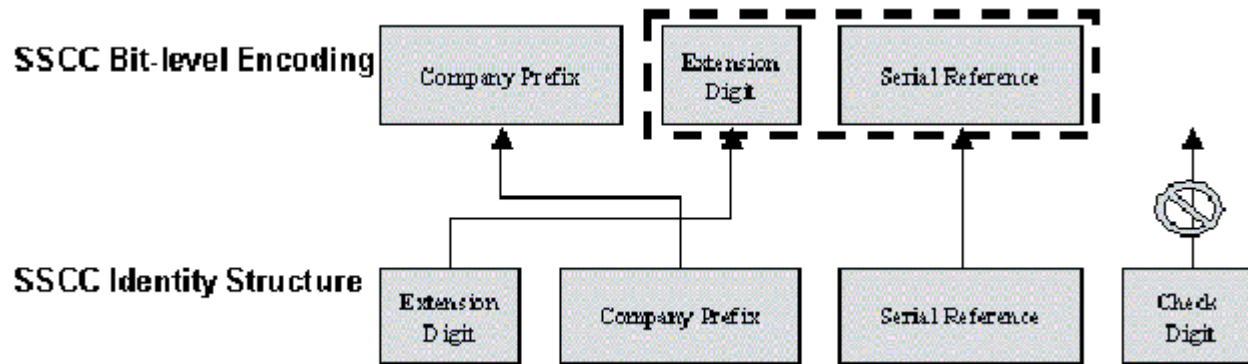 SSCC Bit-level Encoding
Company Prefix
Extension
Digit
Serial Reference
SSCC Identity Structure
Extension
Digit
Company Prefix
Serial Reference
Check
Digit